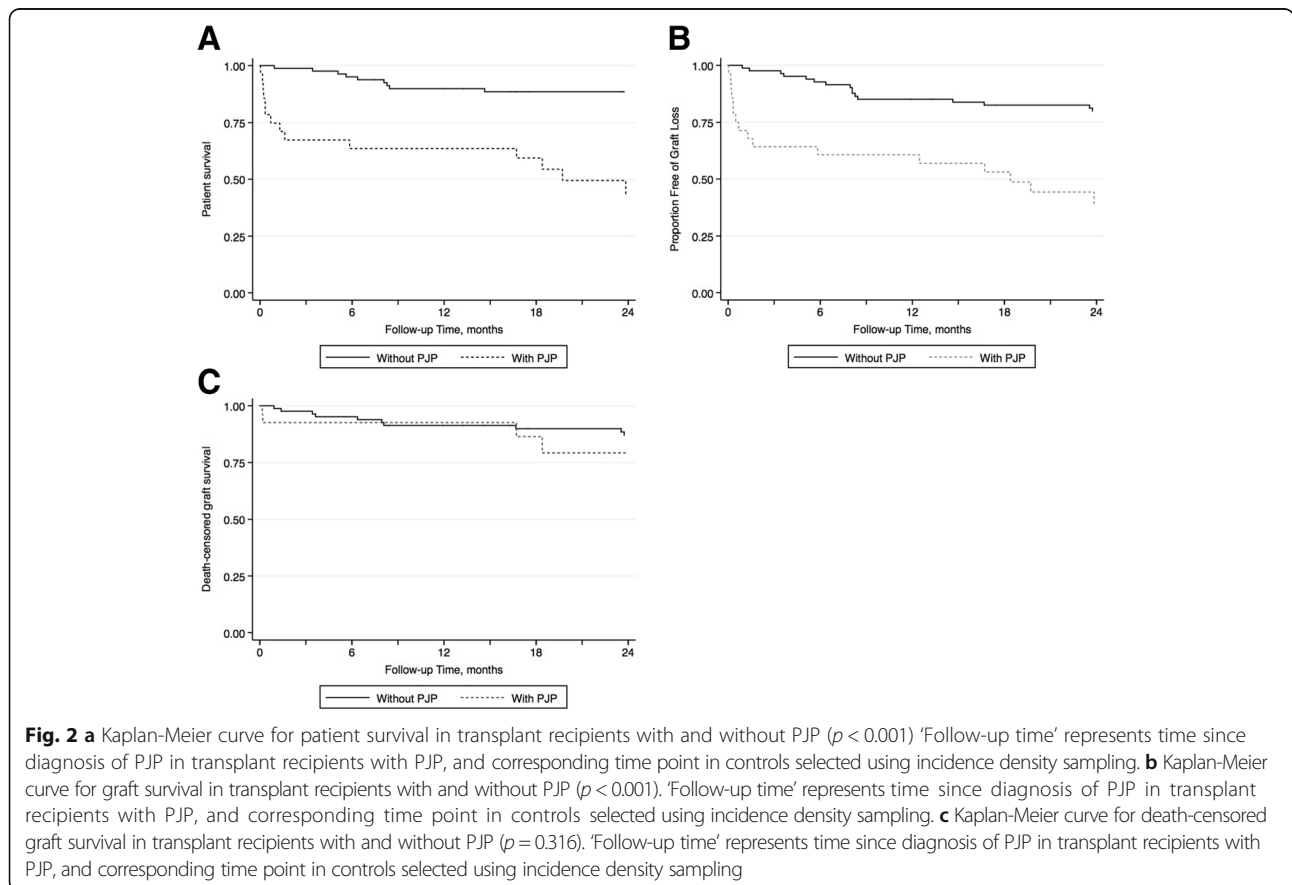 A
1.00
0.75
0.50
0.25
0.00
Patient survival
0 6 12 18 24
Follow-up Time, months
Without PJP With PJP
B
1.00
0.75
0.50
0.25
0.00
Proportion Free of Graft Loss
0 6 12 18 24
Follow-up Time, months
Without PJP With PJP
C
1.00
0.75
0.50
0.25
0.00
Death-censored graft survival
0 6 12 18 24
Follow-up Time, months
Without PJP With PJP
Fig. 2 a Kaplan-Meier curve for patient survival in transplant recipients with and without PJP (p < 0.001) ‘Follow-up time’ represents time since
diagnosis of PJP in transplant recipients with PJP, and corresponding time point in controls selected using incidence density sampling. b Kaplan-Meier
curve for graft survival in transplant recipients with and without PJP (p < 0.001). ‘Follow-up time’ represents time since diagnosis of PJP in transplant
recipients with PJP, and corresponding time point in controls selected using incidence density sampling. c Kaplan-Meier curve for death-censored
graft survival in transplant recipients with and without PJP (p = 0.316). ‘Follow-up time’ represents time since diagnosis of PJP in transplant recipients with
PJP, and corresponding time point in controls selected using incidence density sampling